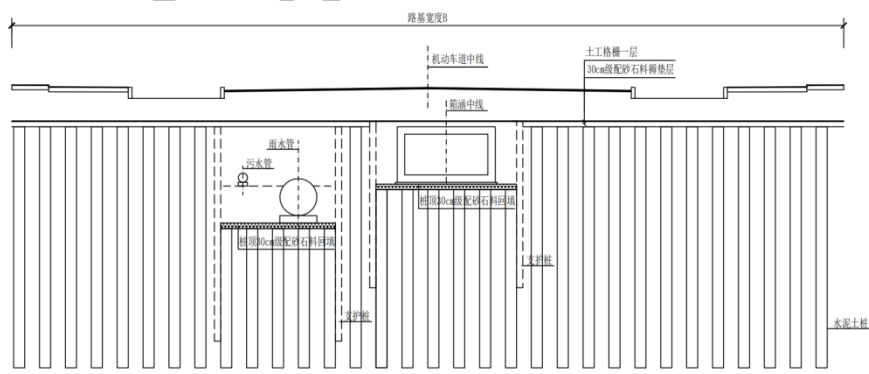 路基宽度B
机动车道中线
土工格栅一层
30cm级配砂石料褥垫层
箱涵中线
雨水管
污水管
桩顶30cm级配砂石料回填
桩顶30cm级配砂石料回填
支护桩
支护桩
水泥土桩